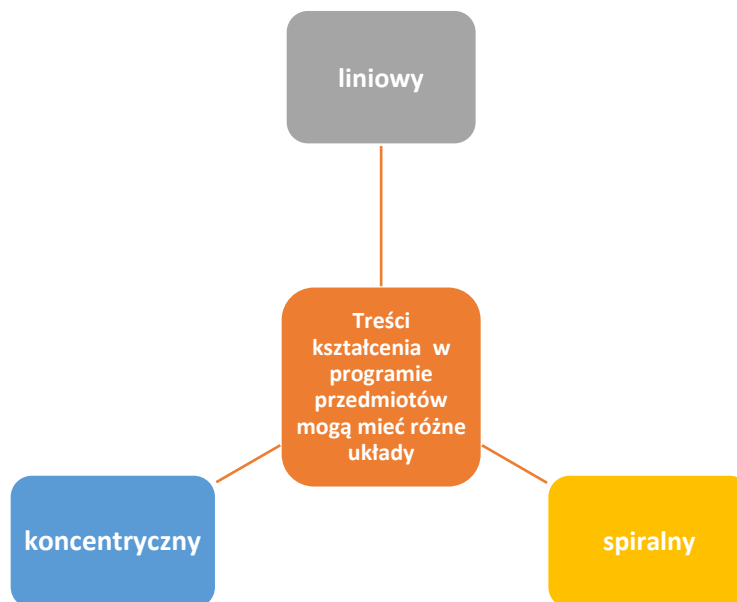 liniowy
Treści
kształcenia w
programie
przedmiotów
mogą mieć różne
układy
koncentryczny
spiralny